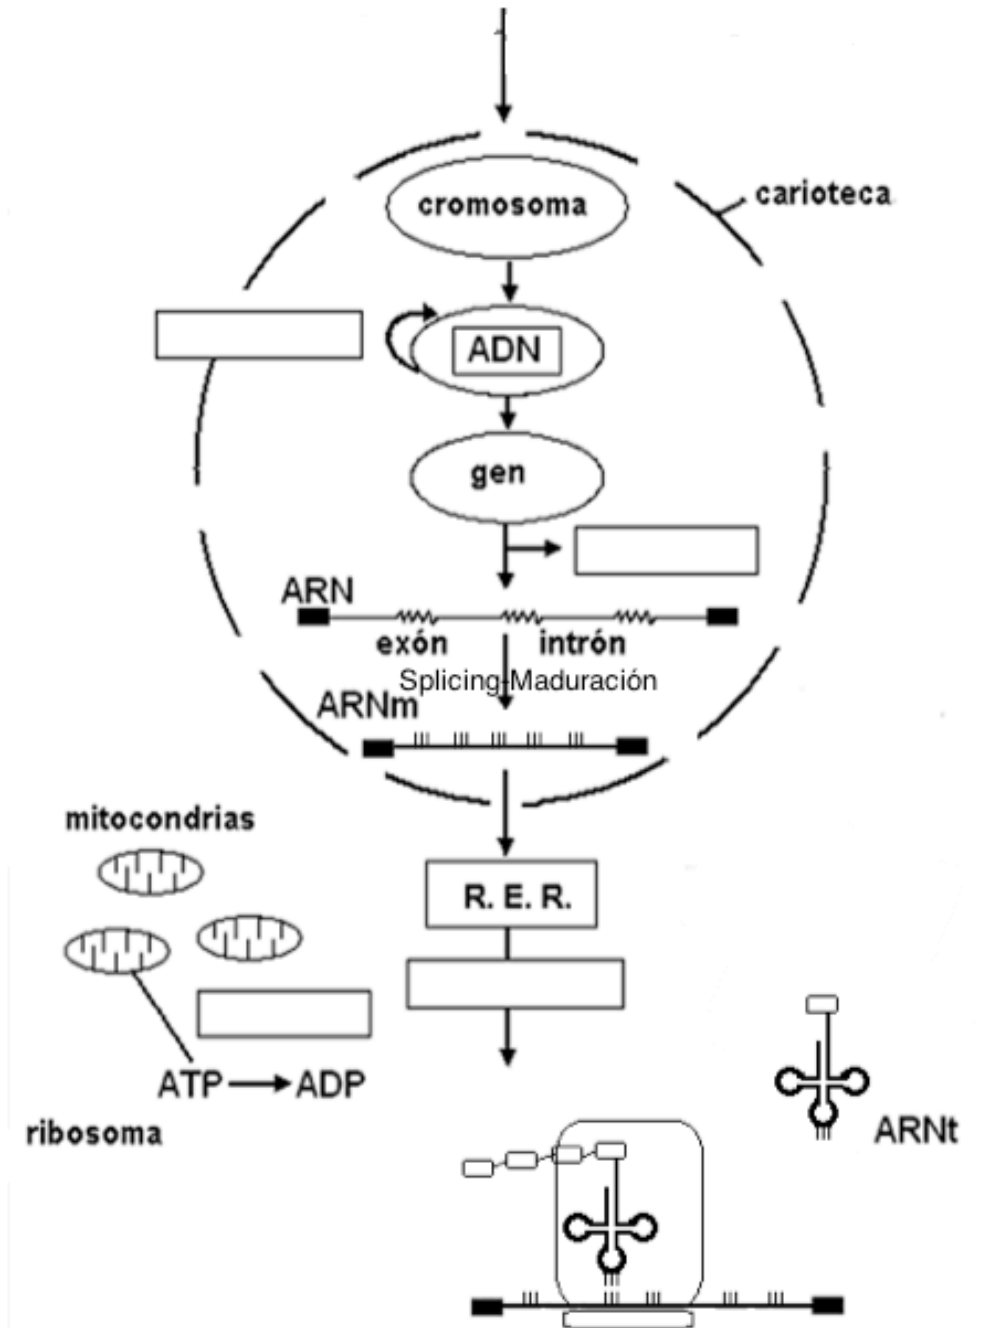 cromosoma
carioteca
ADN
gen
ARN
exón intrón
Splicing-Maduración
ARNm
mitocondrias
R. E. R.
ATP ADP
ribosoma
ARNt